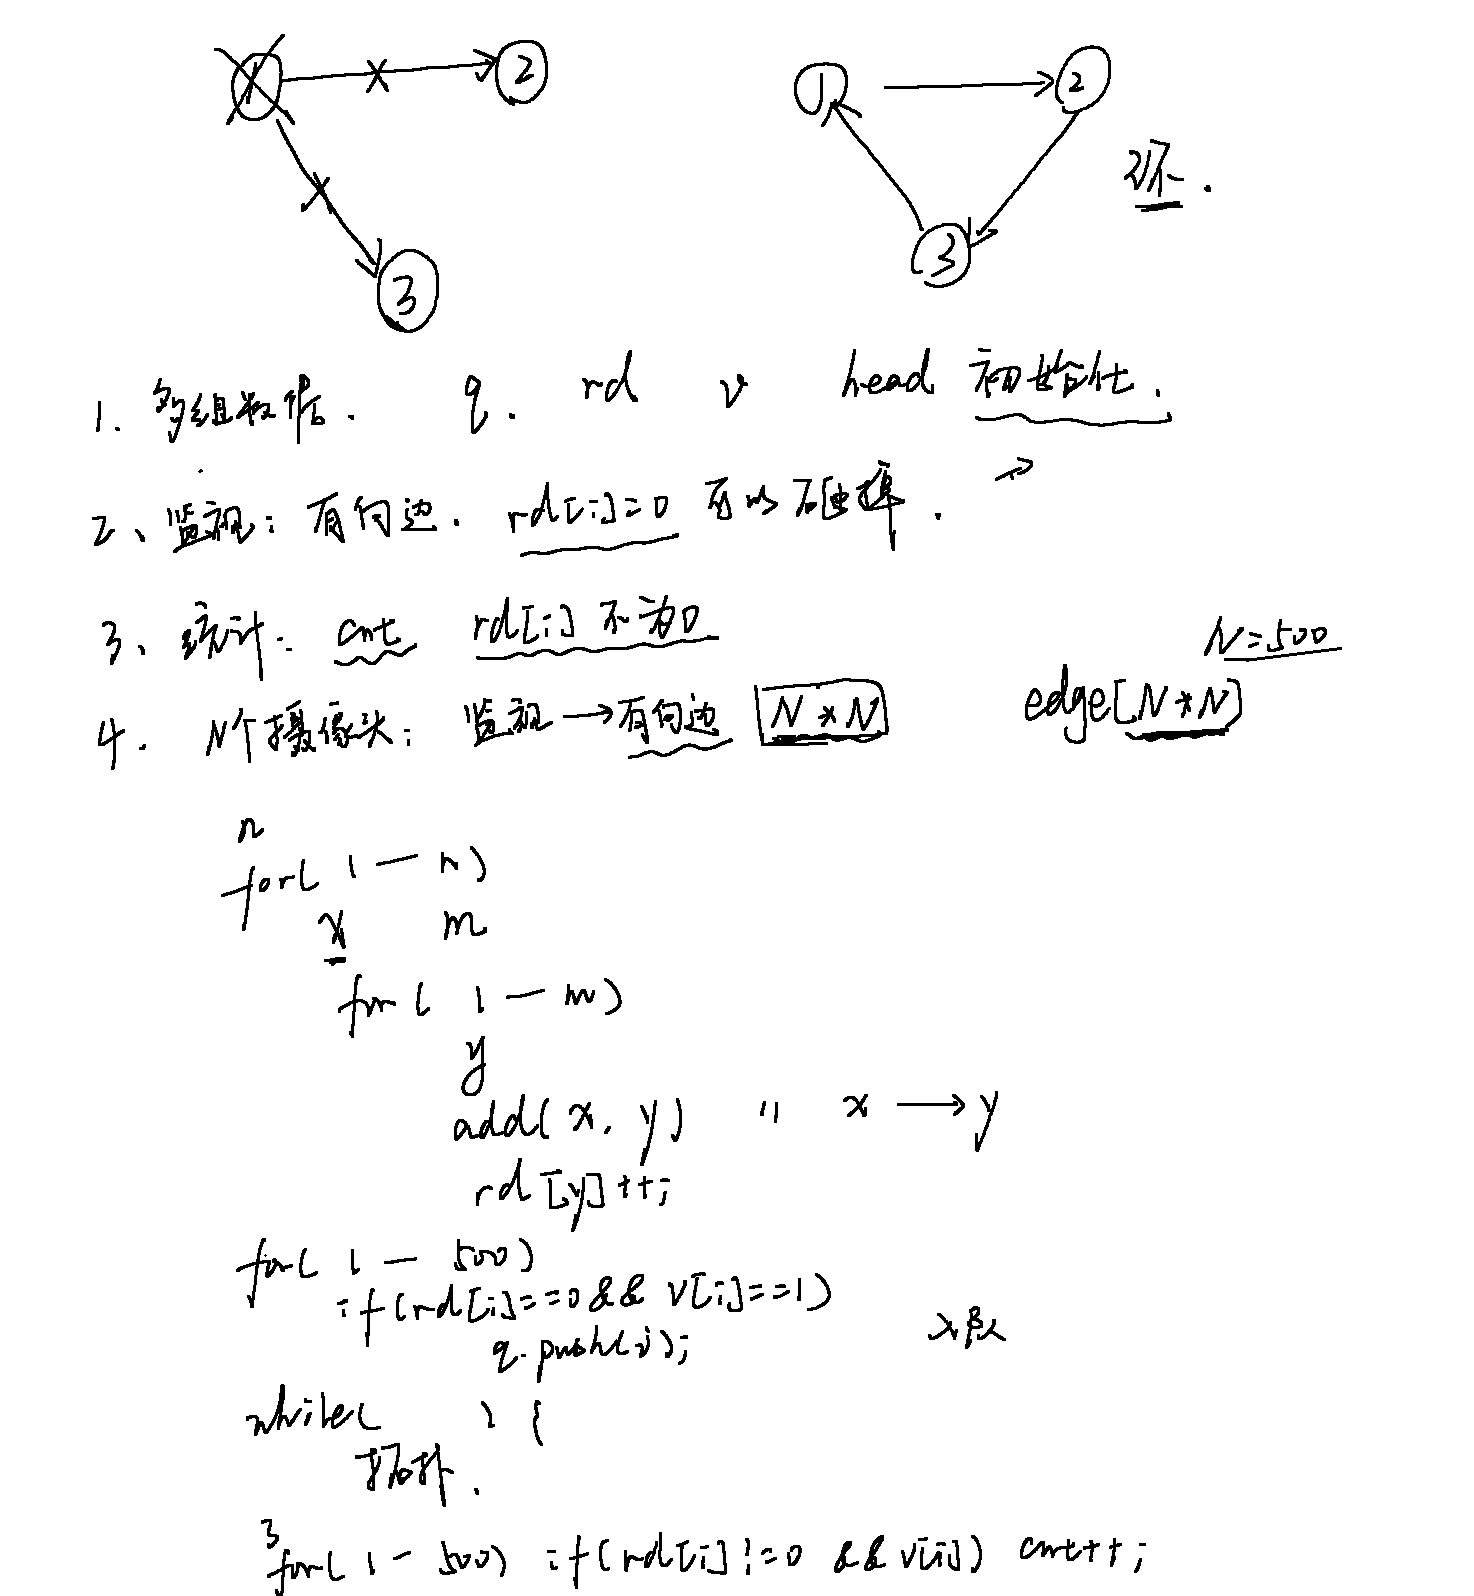 1 2 1 2
环.
3 3
1. 多组数据. q. rd v head 初始化.
2、监视: 有向边. rd[i]=0 可以砸掉.
3、统计: cnt rd[i] 不为0
N=500
4. N个摄像头: 监视→有向边 N*N edge[N*N]
n
for( 1 — n)
x m
for( 1 — m)
y
add(x, y) // x → y
rd[y]++;
for( 1 — 500)
if(rd[i]==0 && v[i]==1)
q.push(i); 入队
while( ) {
拓扑.
}
for(1 - 500) if(rd[i]!=0 && v[i]) cnt++;